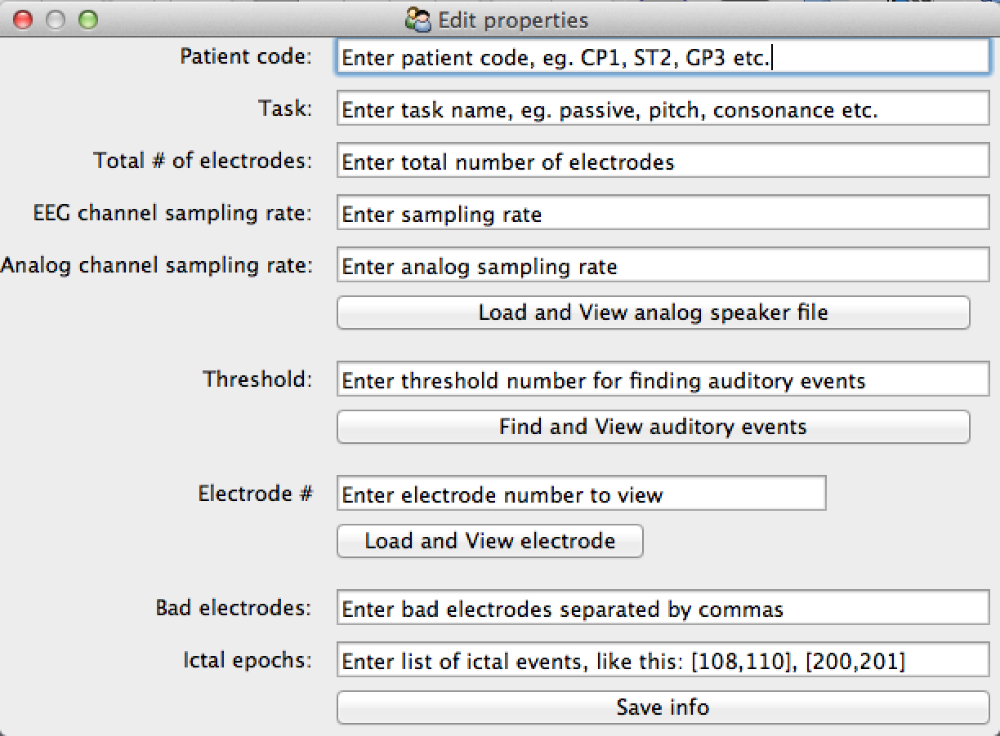 Edit properties
Patient code: Enter patient code, eg. CP1, ST2, GP3 etc.
Task: Enter task name, eg. passive, pitch, consonance etc.
Total # of electrodes: Enter total number of electrodes
EEG channel sampling rate: Enter sampling rate
Analog channel sampling rate: Enter analog sampling rate
Load and View analog speaker file
Threshold: Enter threshold number for finding auditory events
Find and View auditory events
Electrode # Enter electrode number to view
Load and View electrode
Bad electrodes: Enter bad electrodes separated by commas
Ictal epochs: Enter list of ictal events, like this: [108,110], [200,201]
Save info